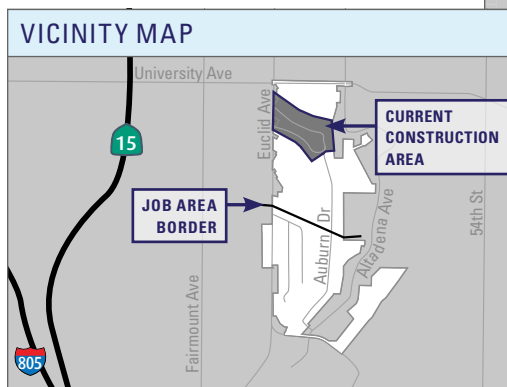 VICINITY MAP
University Ave
Euclid Ave
15
CURRENT
CONSTRUCTION
AREA
JOB AREA
BORDER
Auburn Dr
Altadena Ave
54th St
Fairmount Ave
805